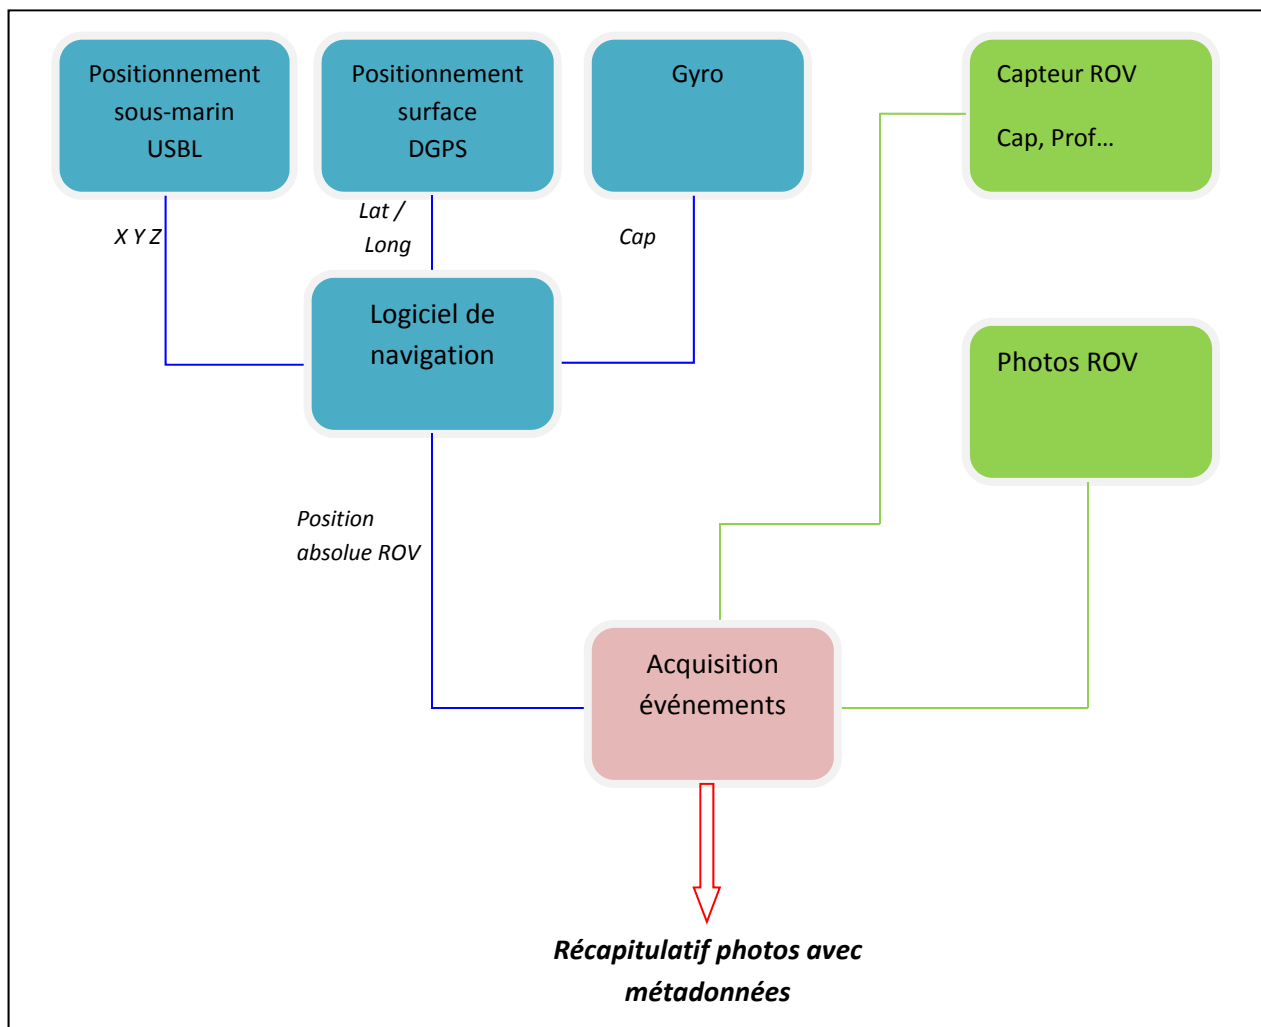 Positionnement
sous-marin
USBL
Positionnement
surface
DGPS
Gyro
Capteur ROV
Cap, Prof…
X Y Z
Lat /
Long
Cap
Logiciel de
navigation
Photos ROV
Position
absolue ROV
Acquisition
événements
Récapitulatif photos avec
métadonnées